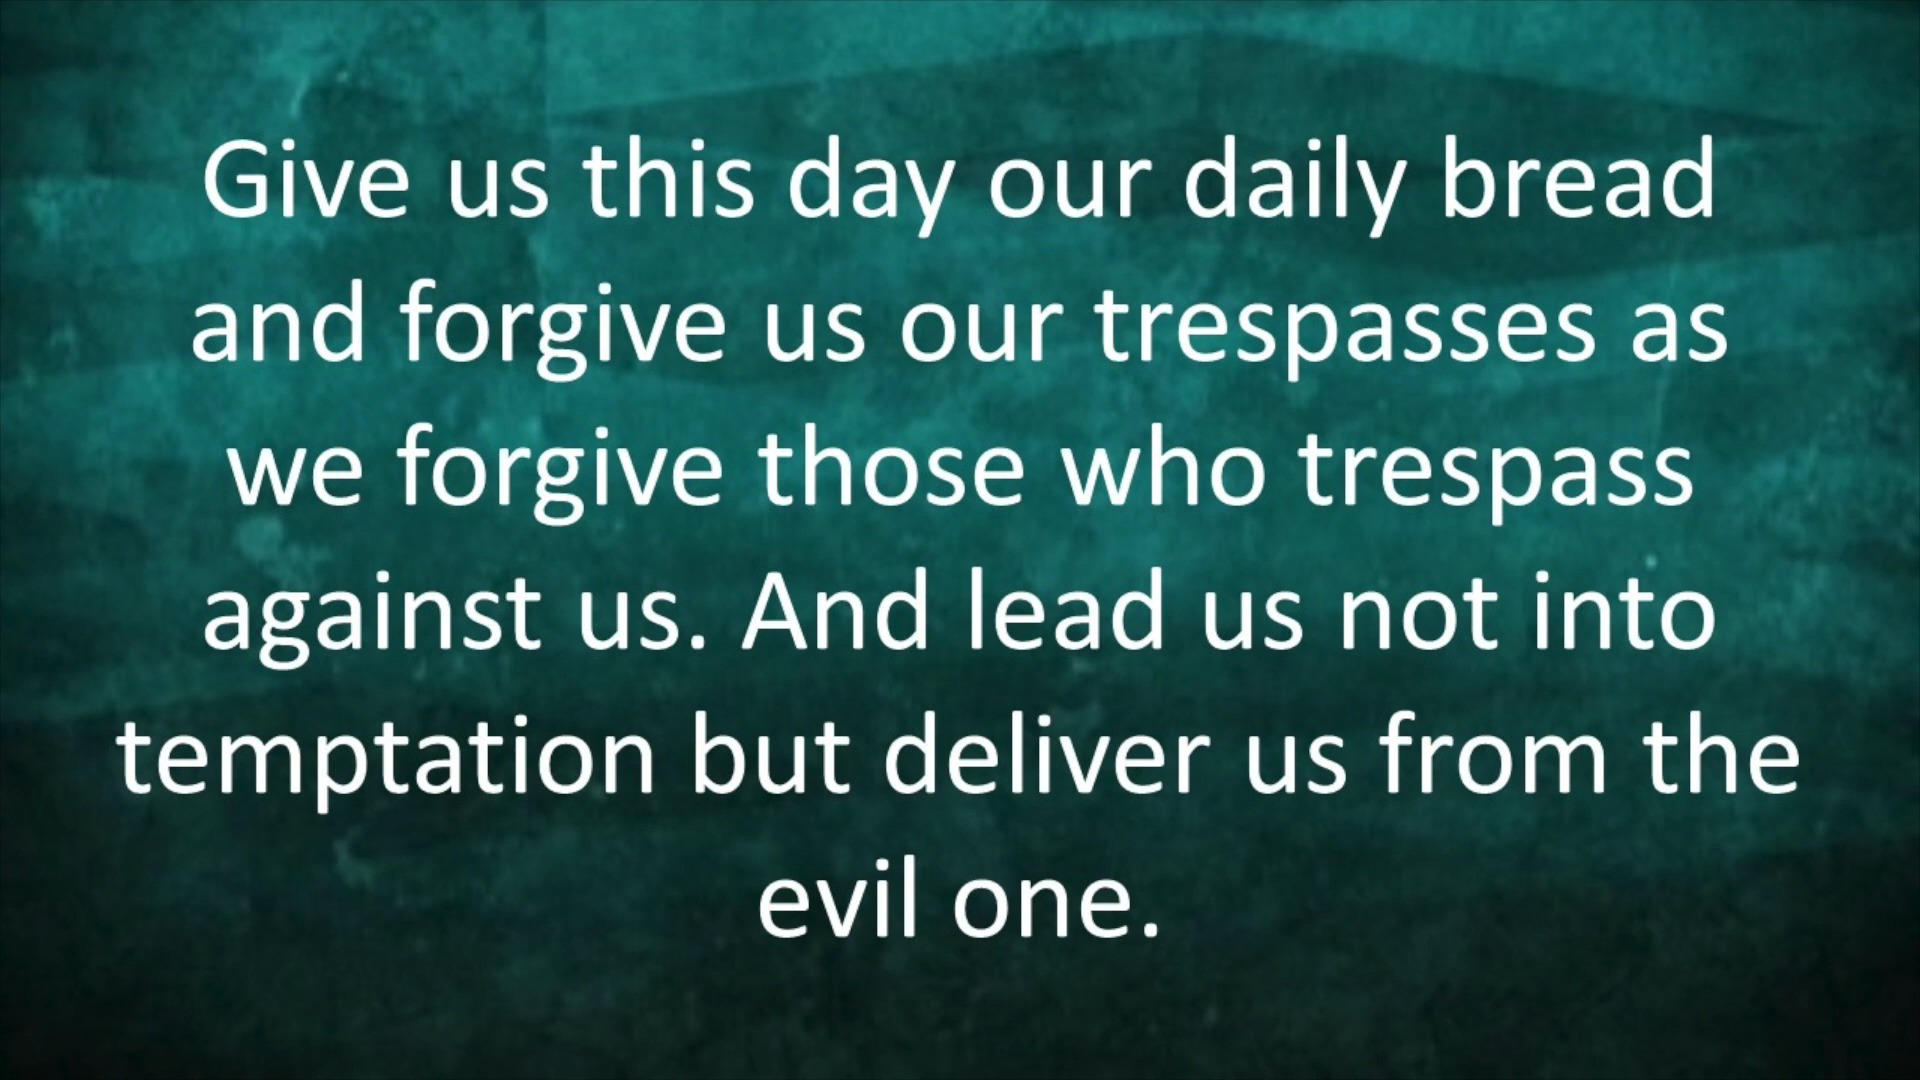 Give us this day our daily bread
and forgive us our trespasses as
we forgive those who trespass
against us. And lead us not into
temptation but deliver us from the
evil one.